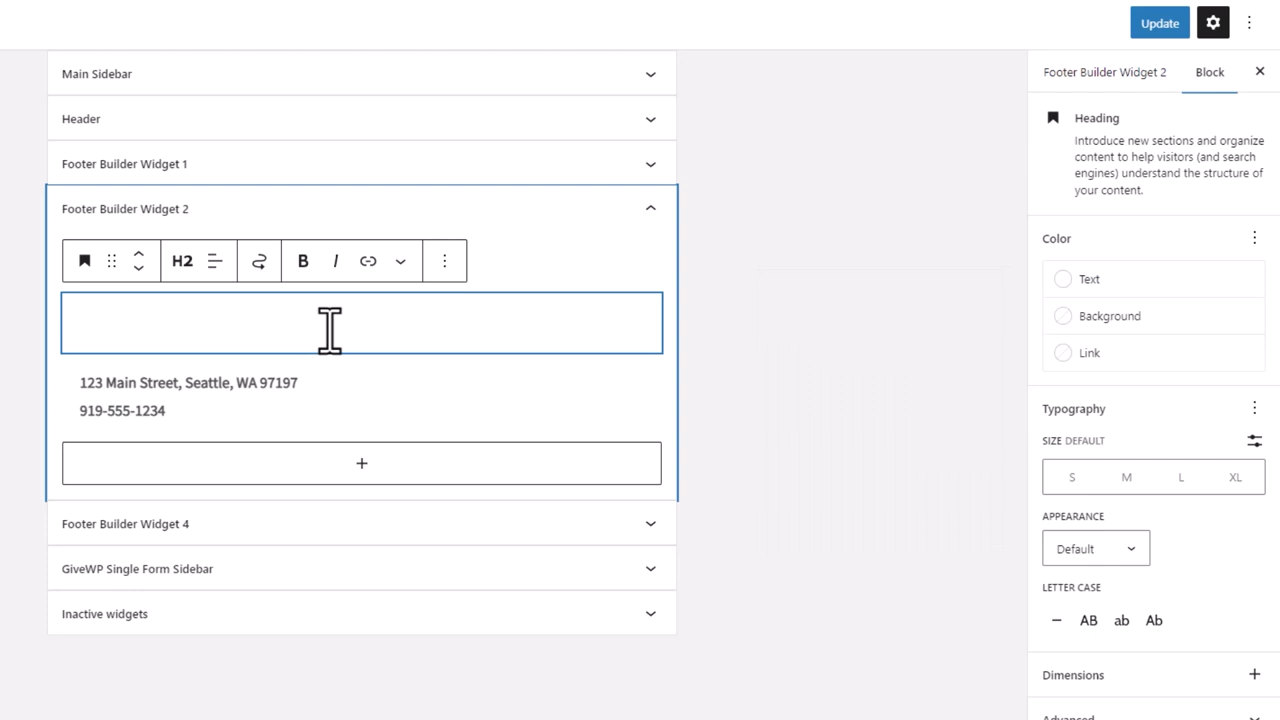 Update
Main Sidebar
Header
Footer Builder Widget 1
Footer Builder Widget 2
H2 B I
123 Main Street, Seattle, WA 97197
919-555-1234
+
Footer Builder Widget 4
GiveWP Single Form Sidebar
Inactive widgets
Footer Builder Widget 2 Block
Heading
Introduce new sections and organize
content to help visitors (and search
engines) understand the structure of
your content.
Color
Text
Background
Link
Typography
SIZE DEFAULT
S M L XL
APPEARANCE
Default
LETTER CASE
– AB ab Ab
Dimensions +
Advanced